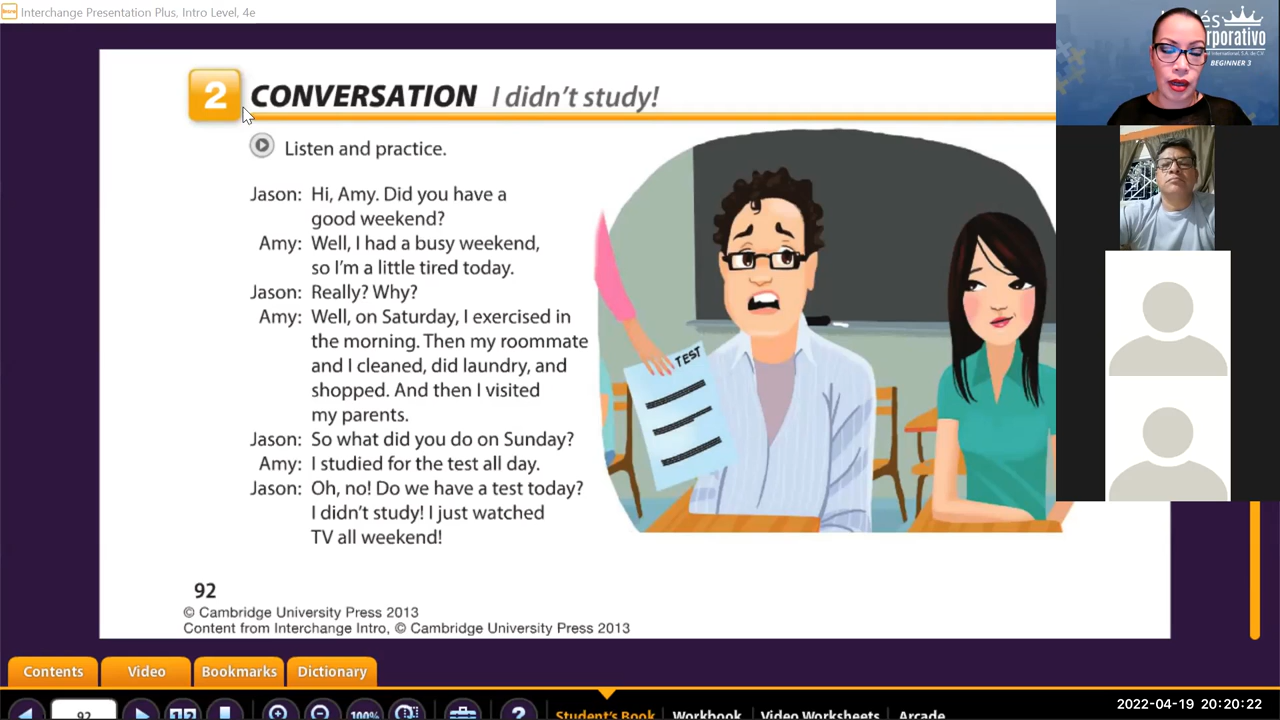 Interchange Presentation Plus, Intro Level, 4e
rporativo
BEGINNER 3
2 CONVERSATION I didn't study!
Listen and practice.
Jason: Hi, Amy. Did you have a
good weekend?
Amy: Well, I had a busy weekend,
so I'm a little tired today.
Jason: Really? Why?
Amy: Well, on Saturday, I exercised in
the morning. Then my roommate
and I cleaned, did laundry, and
shopped. And then I visited
my parents.
Jason: So what did you do on Sunday?
Amy: I studied for the test all day.
Jason: Oh, no! Do we have a test today?
I didn't study! I just watched
TV all weekend!
TEST
92
© Cambridge University Press 2013
Content from Interchange Intro, © Cambridge University Press 2013
Contents Video Bookmarks Dictionary
92 100% ? Student's Book Workbook Video Worksheets Arcade
2022-04-19 20:20:22